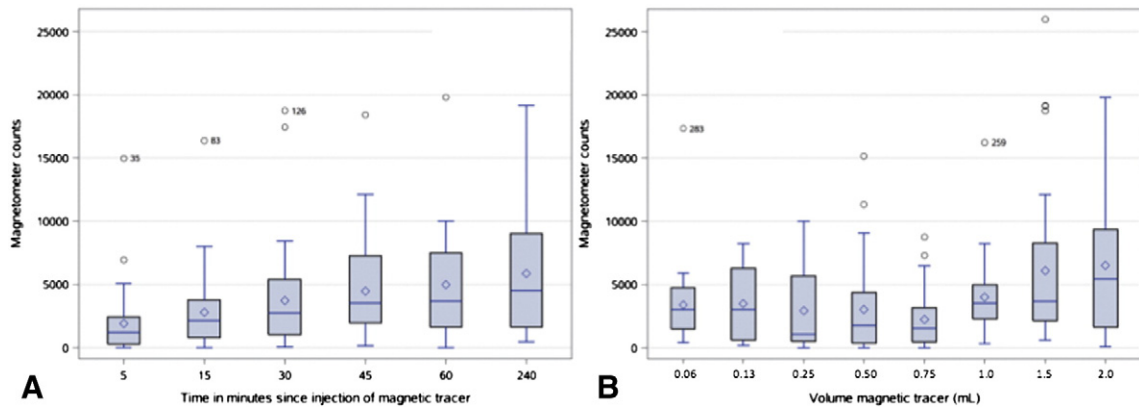 25000
20000
15000
10000
5000
0
Magnetometer counts
35
83
126
5 15 30 45 60 240
Time in minutes since injection of magnetic tracer
A
25000
20000
15000
10000
5000
0
Magnetometer counts
283
259
0.06 0.13 0.25 0.50 0.75 1.0 1.5 2.0
Volume magnetic tracer (mL)
B